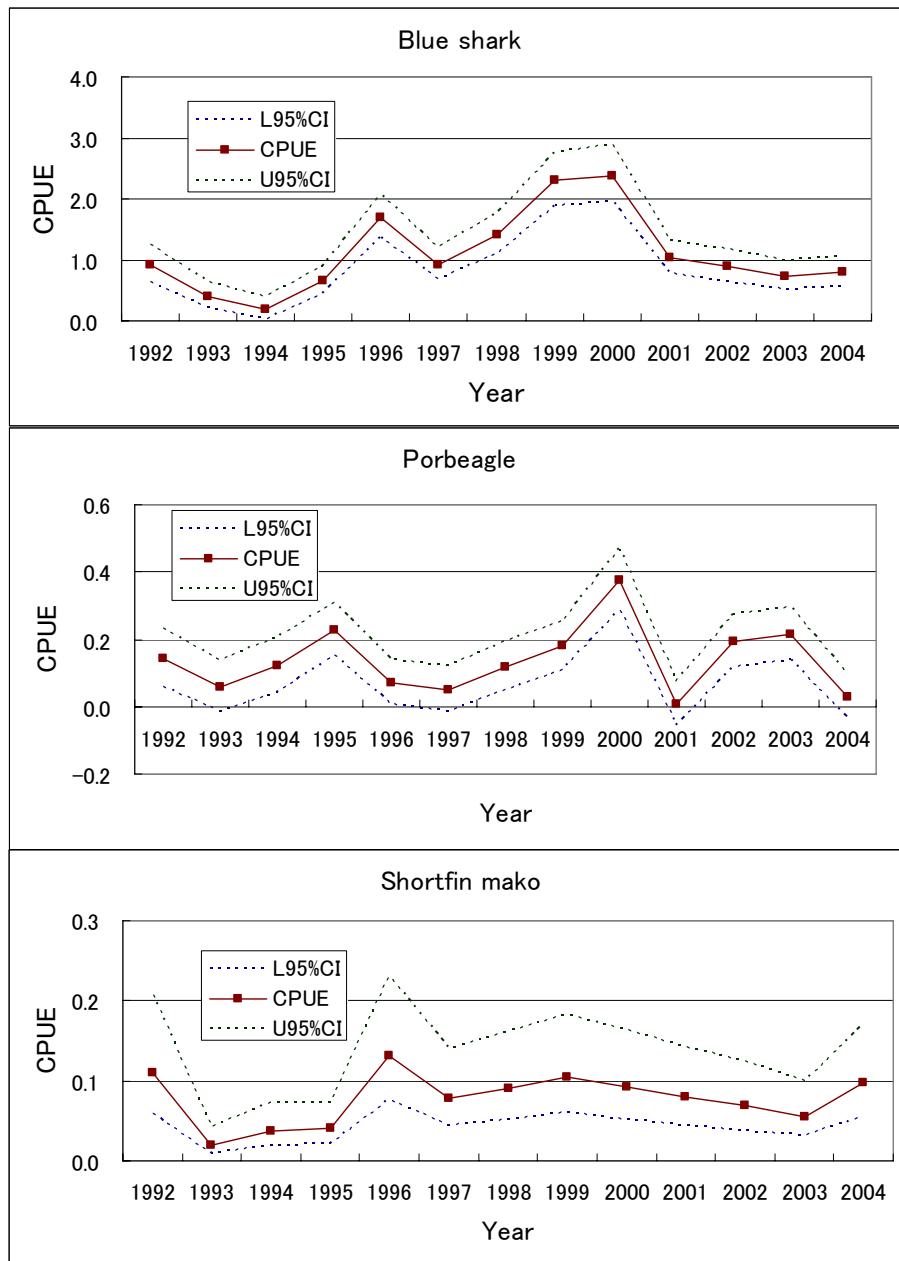 Blue shark
4.0
3.0
2.0
1.0
0.0
CPUE
L95%CI
CPUE
U95%CI
1992 1993 1994 1995 1996 1997 1998 1999 2000 2001 2002 2003 2004
Year
Porbeagle
0.6
0.4
0.2
0.0
-0.2
CPUE
L95%CI
CPUE
U95%CI
1992 1993 1994 1995 1996 1997 1998 1999 2000 2001 2002 2003 2004
Year
Shortfin mako
0.3
0.2
0.1
0.0
CPUE
L95%CI
CPUE
U95%CI
1992 1993 1994 1995 1996 1997 1998 1999 2000 2001 2002 2003 2004
Year